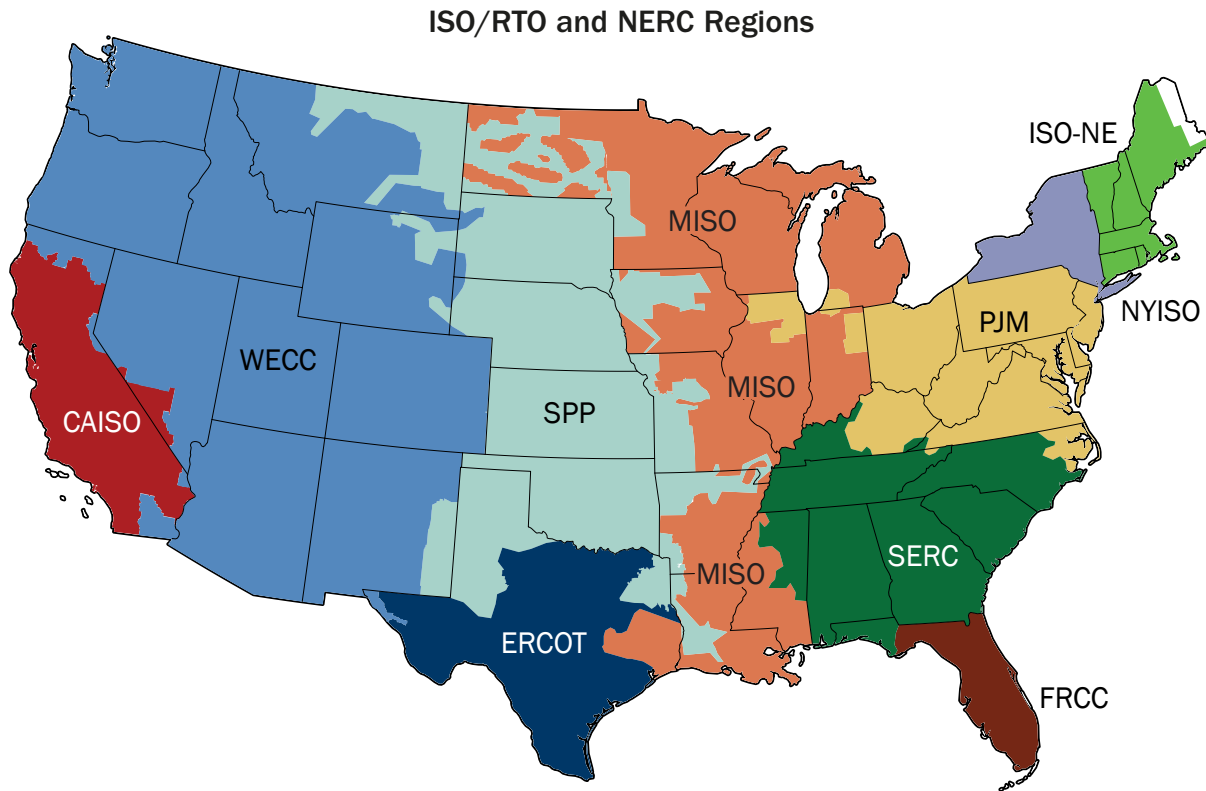 ISO/RTO and NERC Regions
ISO-NE
MISO
NYISO
PJM
WECC
MISO
CAISO
SPP
SERC
MISO
ERCOT
FRCC